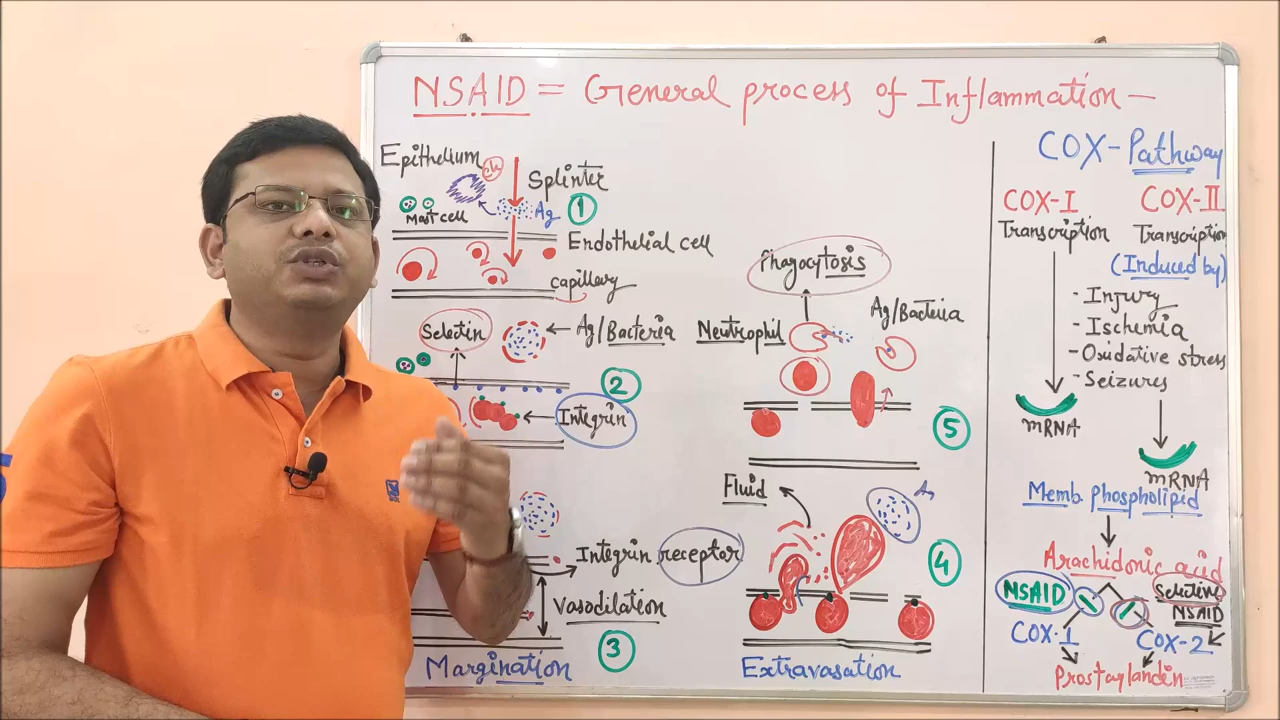 NSAID = General process of Inflammation —
Epithelium
Splinter
Ag
1
Mast cell
Endothelial cell
capillary
Selectin
Ag/Bacteria
2
Integrin
Integrin receptor
Vasodilation
3
Margination
Phagocytosis
Neutrophil
Ag/Bacteria
5
Fluid
Ag
4
Extravasation
COX-Pathway
COX-I
Transcription
mRNA
COX-II
Transcription
(Induced by)
- Injury
- Ischemia
- Oxidative stress
- Seizures
mRNA
Memb. Phospholipid
Arachidonic acid
NSAID
Selective
NSAID
COX-1
COX-2
Prostaylandin